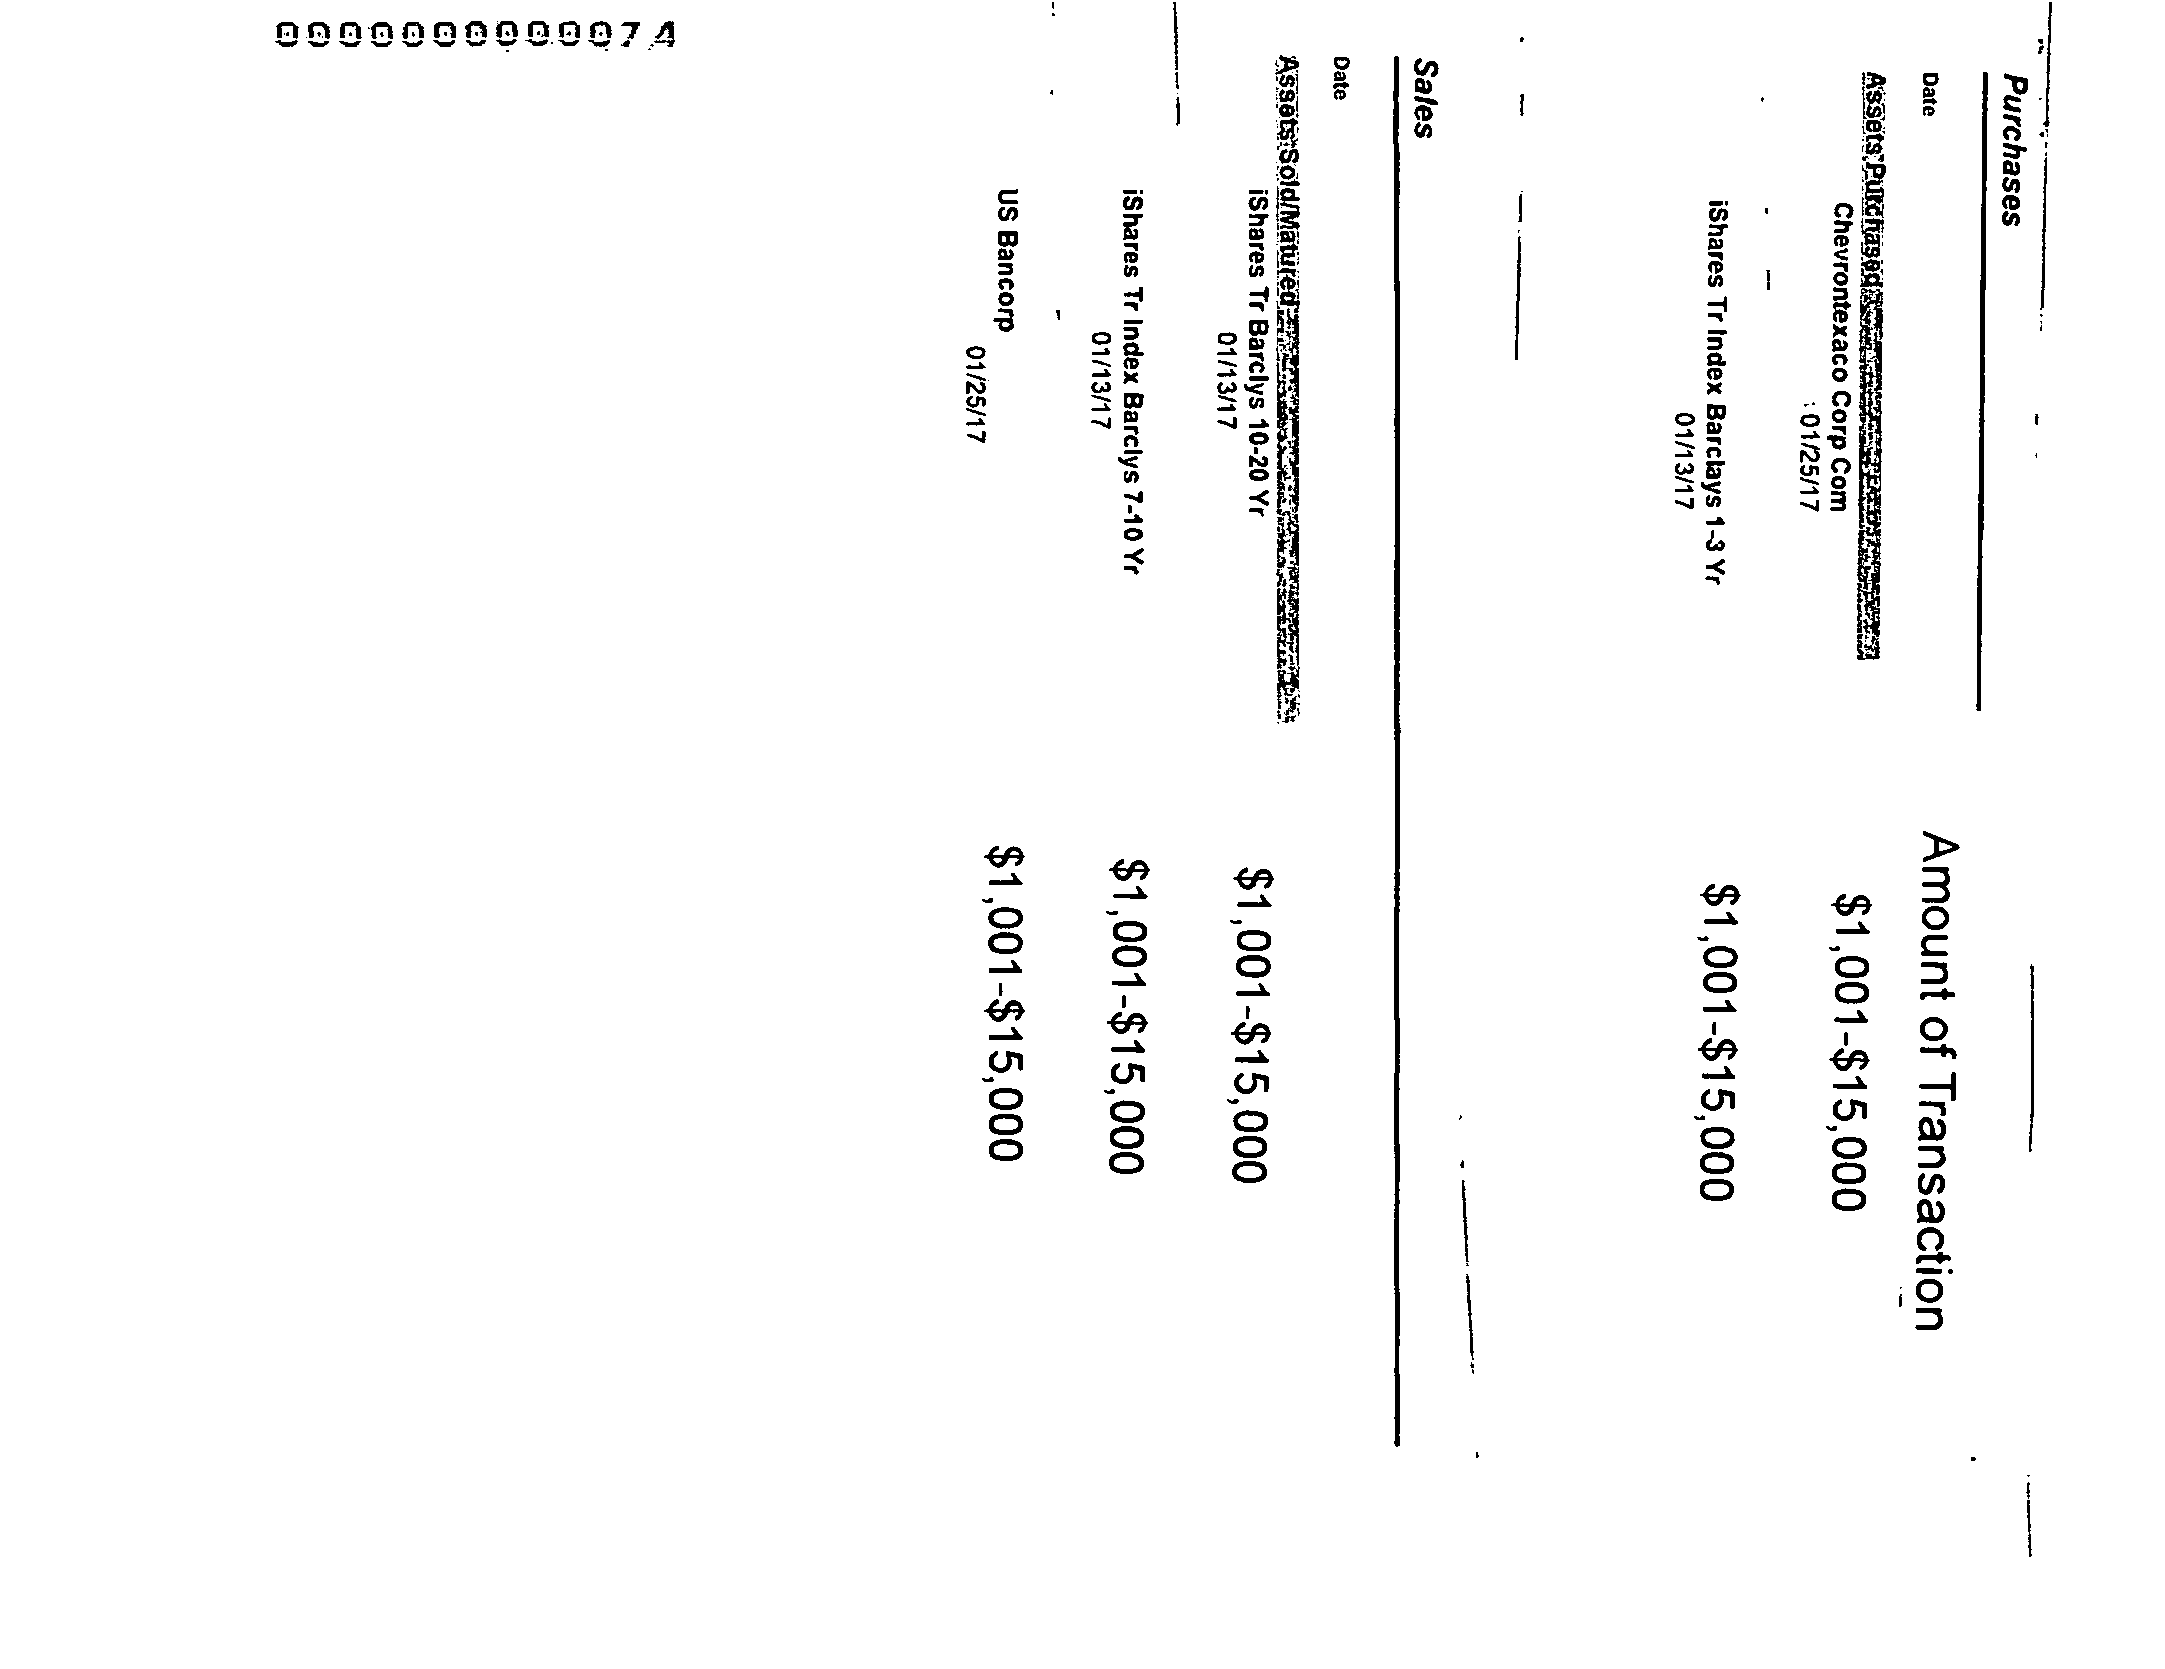 Purchases
Amount of Transaction
Date
Assets Purchased
Chevrontexaco Corp Com $1,001-$15,000
01/25/17
iShares Tr Index Barclays 1-3 Yr $1,001-$15,000
01/13/17
Sales
Date
Assets Sold/Matured
iShares Tr Barclys 10-20 Yr $1,001-$15,000
01/13/17
iShares Tr Index Barclys 7-10 Yr $1,001-$15,000
01/13/17
US Bancorp $1,001-$15,000
01/25/17